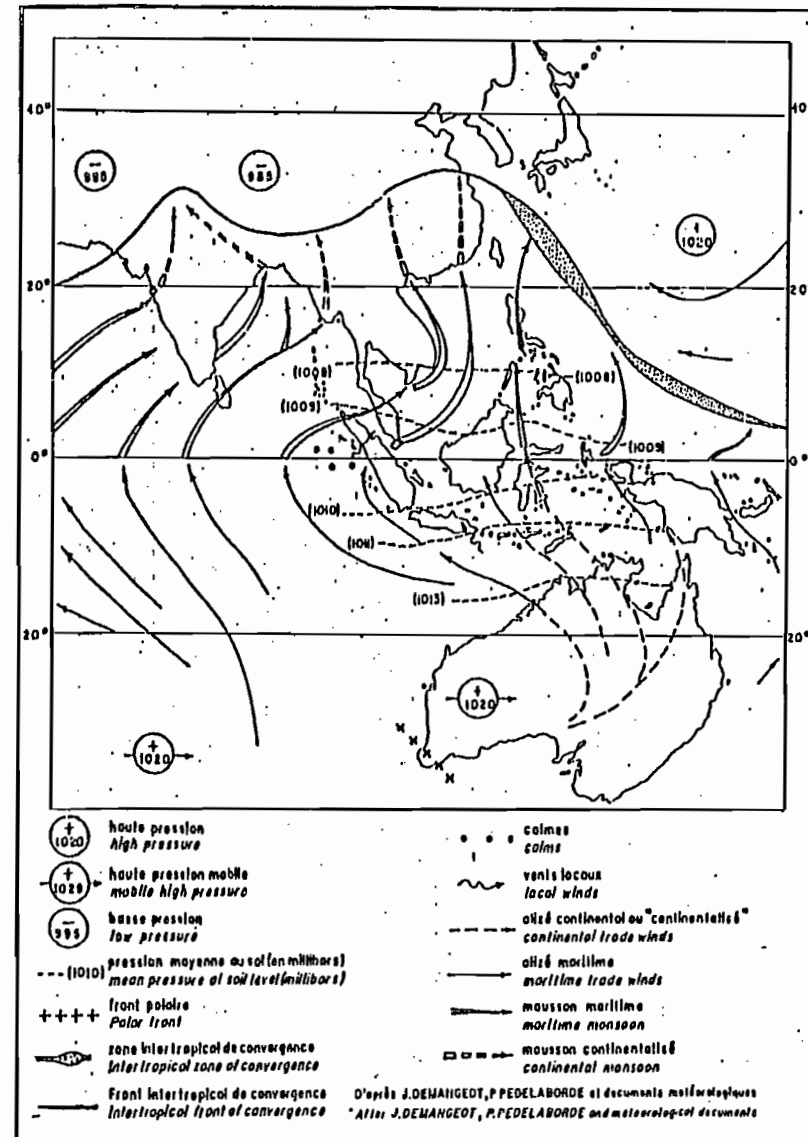 40°
40°
− 980
− 985
+ 1020
20°
20°
(1008)
(1008)
(1009)
(1009)
0°
0°
(1010)
(1011)
(1013)
20°
20°
+ 1020
+ 1020
+ 1020 haute pression
high pressure
+ 1020 haute pression mobile
mobile high pressure
− 995 basse pression
low pressure
(1010) pression moyenne au sol (en millibars)
mean pressure at soil level (millibars)
++++ front polaire
Polar front
zone intertropical de convergence
Intertropical zone of convergence
Front Intertropical de convergence
Intertropical front of convergence
calmes
calms
vents locaux
local winds
alizé continental ou "continentalisé"
continental trade winds
alizé maritime
maritime trade winds
mousson maritime
maritime monsoon
mousson continentalisé
continental monsoon
D'après J.DEMANGEOT, P.PEDELABORDE et documents météorologiques
* After J.DEMANGEOT, P.PEDELABORDE and meteorological documents